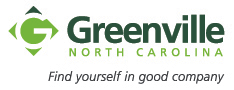 Greenville
NORTH CAROLINA
Find yourself in good company